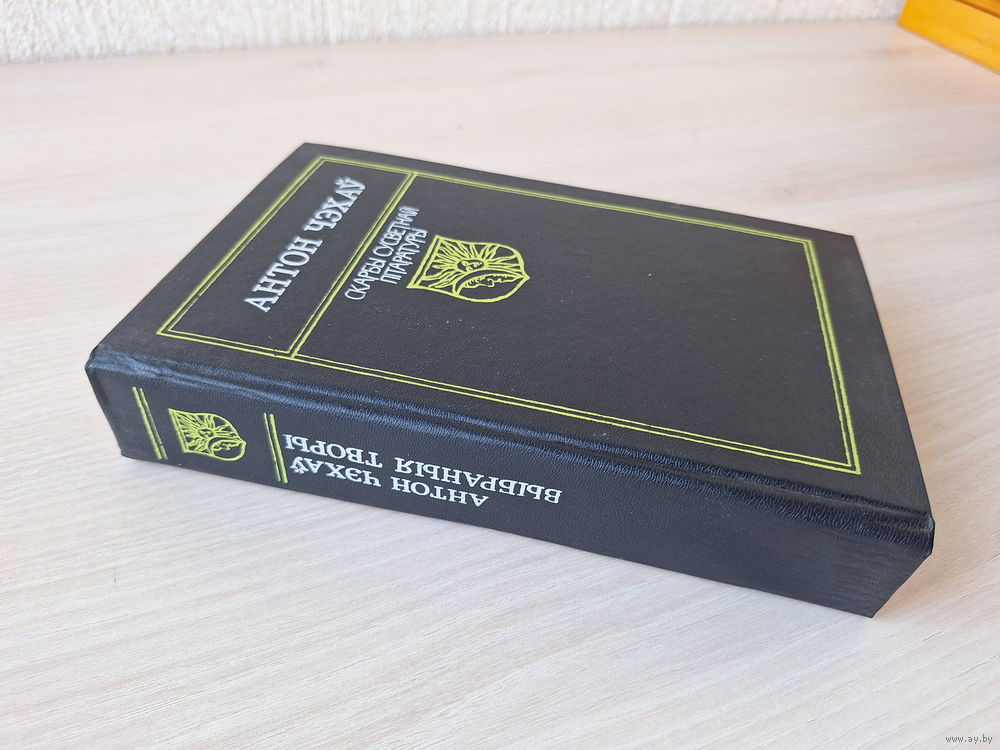 АНТОН ЧЭХАЎ
СКАРБЫ СУСВЕТНАЙ
ЛІТАРАТУРЫ
АНТОН ЧЭХАЎ
ВЫБРАНЫЯ ТВОРЫ
www.ay.by